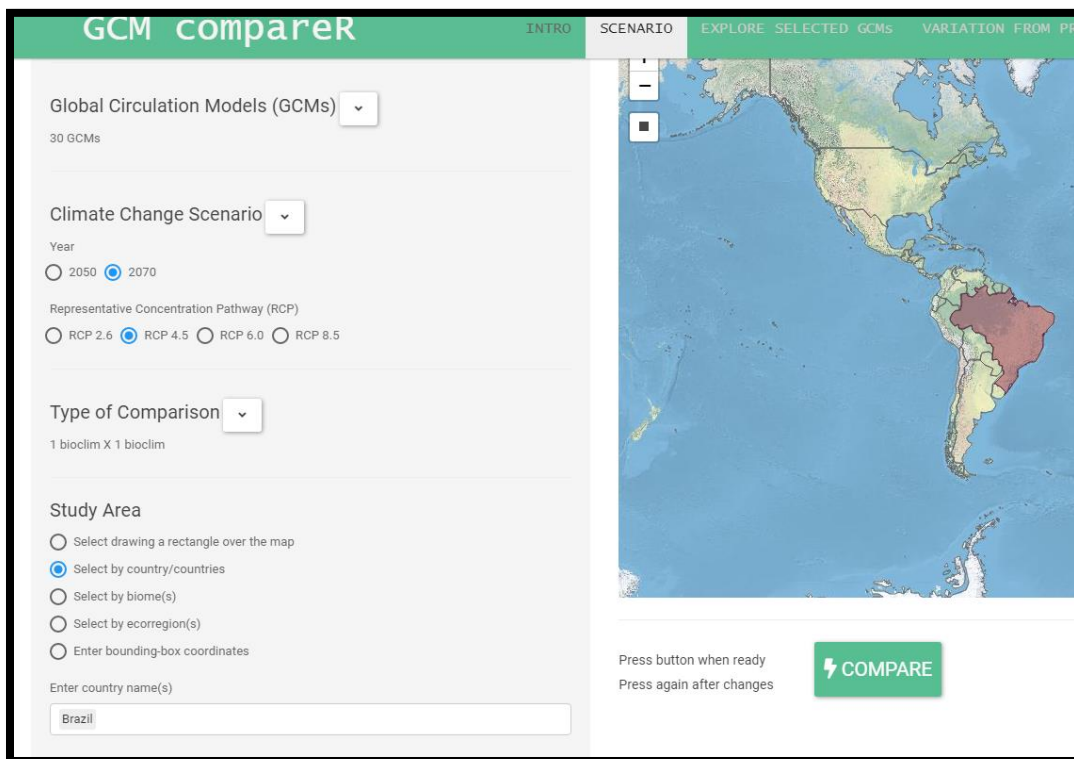 GCM compareR
INTRO
SCENARIO
EXPLORE SELECTED GCMs
VARIATION FROM PR
Global Circulation Models (GCMs)
30 GCMs
Climate Change Scenario
Year
2050 2070
Representative Concentration Pathway (RCP)
RCP 2.6 RCP 4.5 RCP 6.0 RCP 8.5
Type of Comparison
1 bioclim X 1 bioclim
Study Area
Select drawing a rectangle over the map
Select by country/countries
Select by biome(s)
Select by ecorregion(s)
Enter bounding-box coordinates
Enter country name(s)
Brazil
Press button when ready
Press again after changes
COMPARE